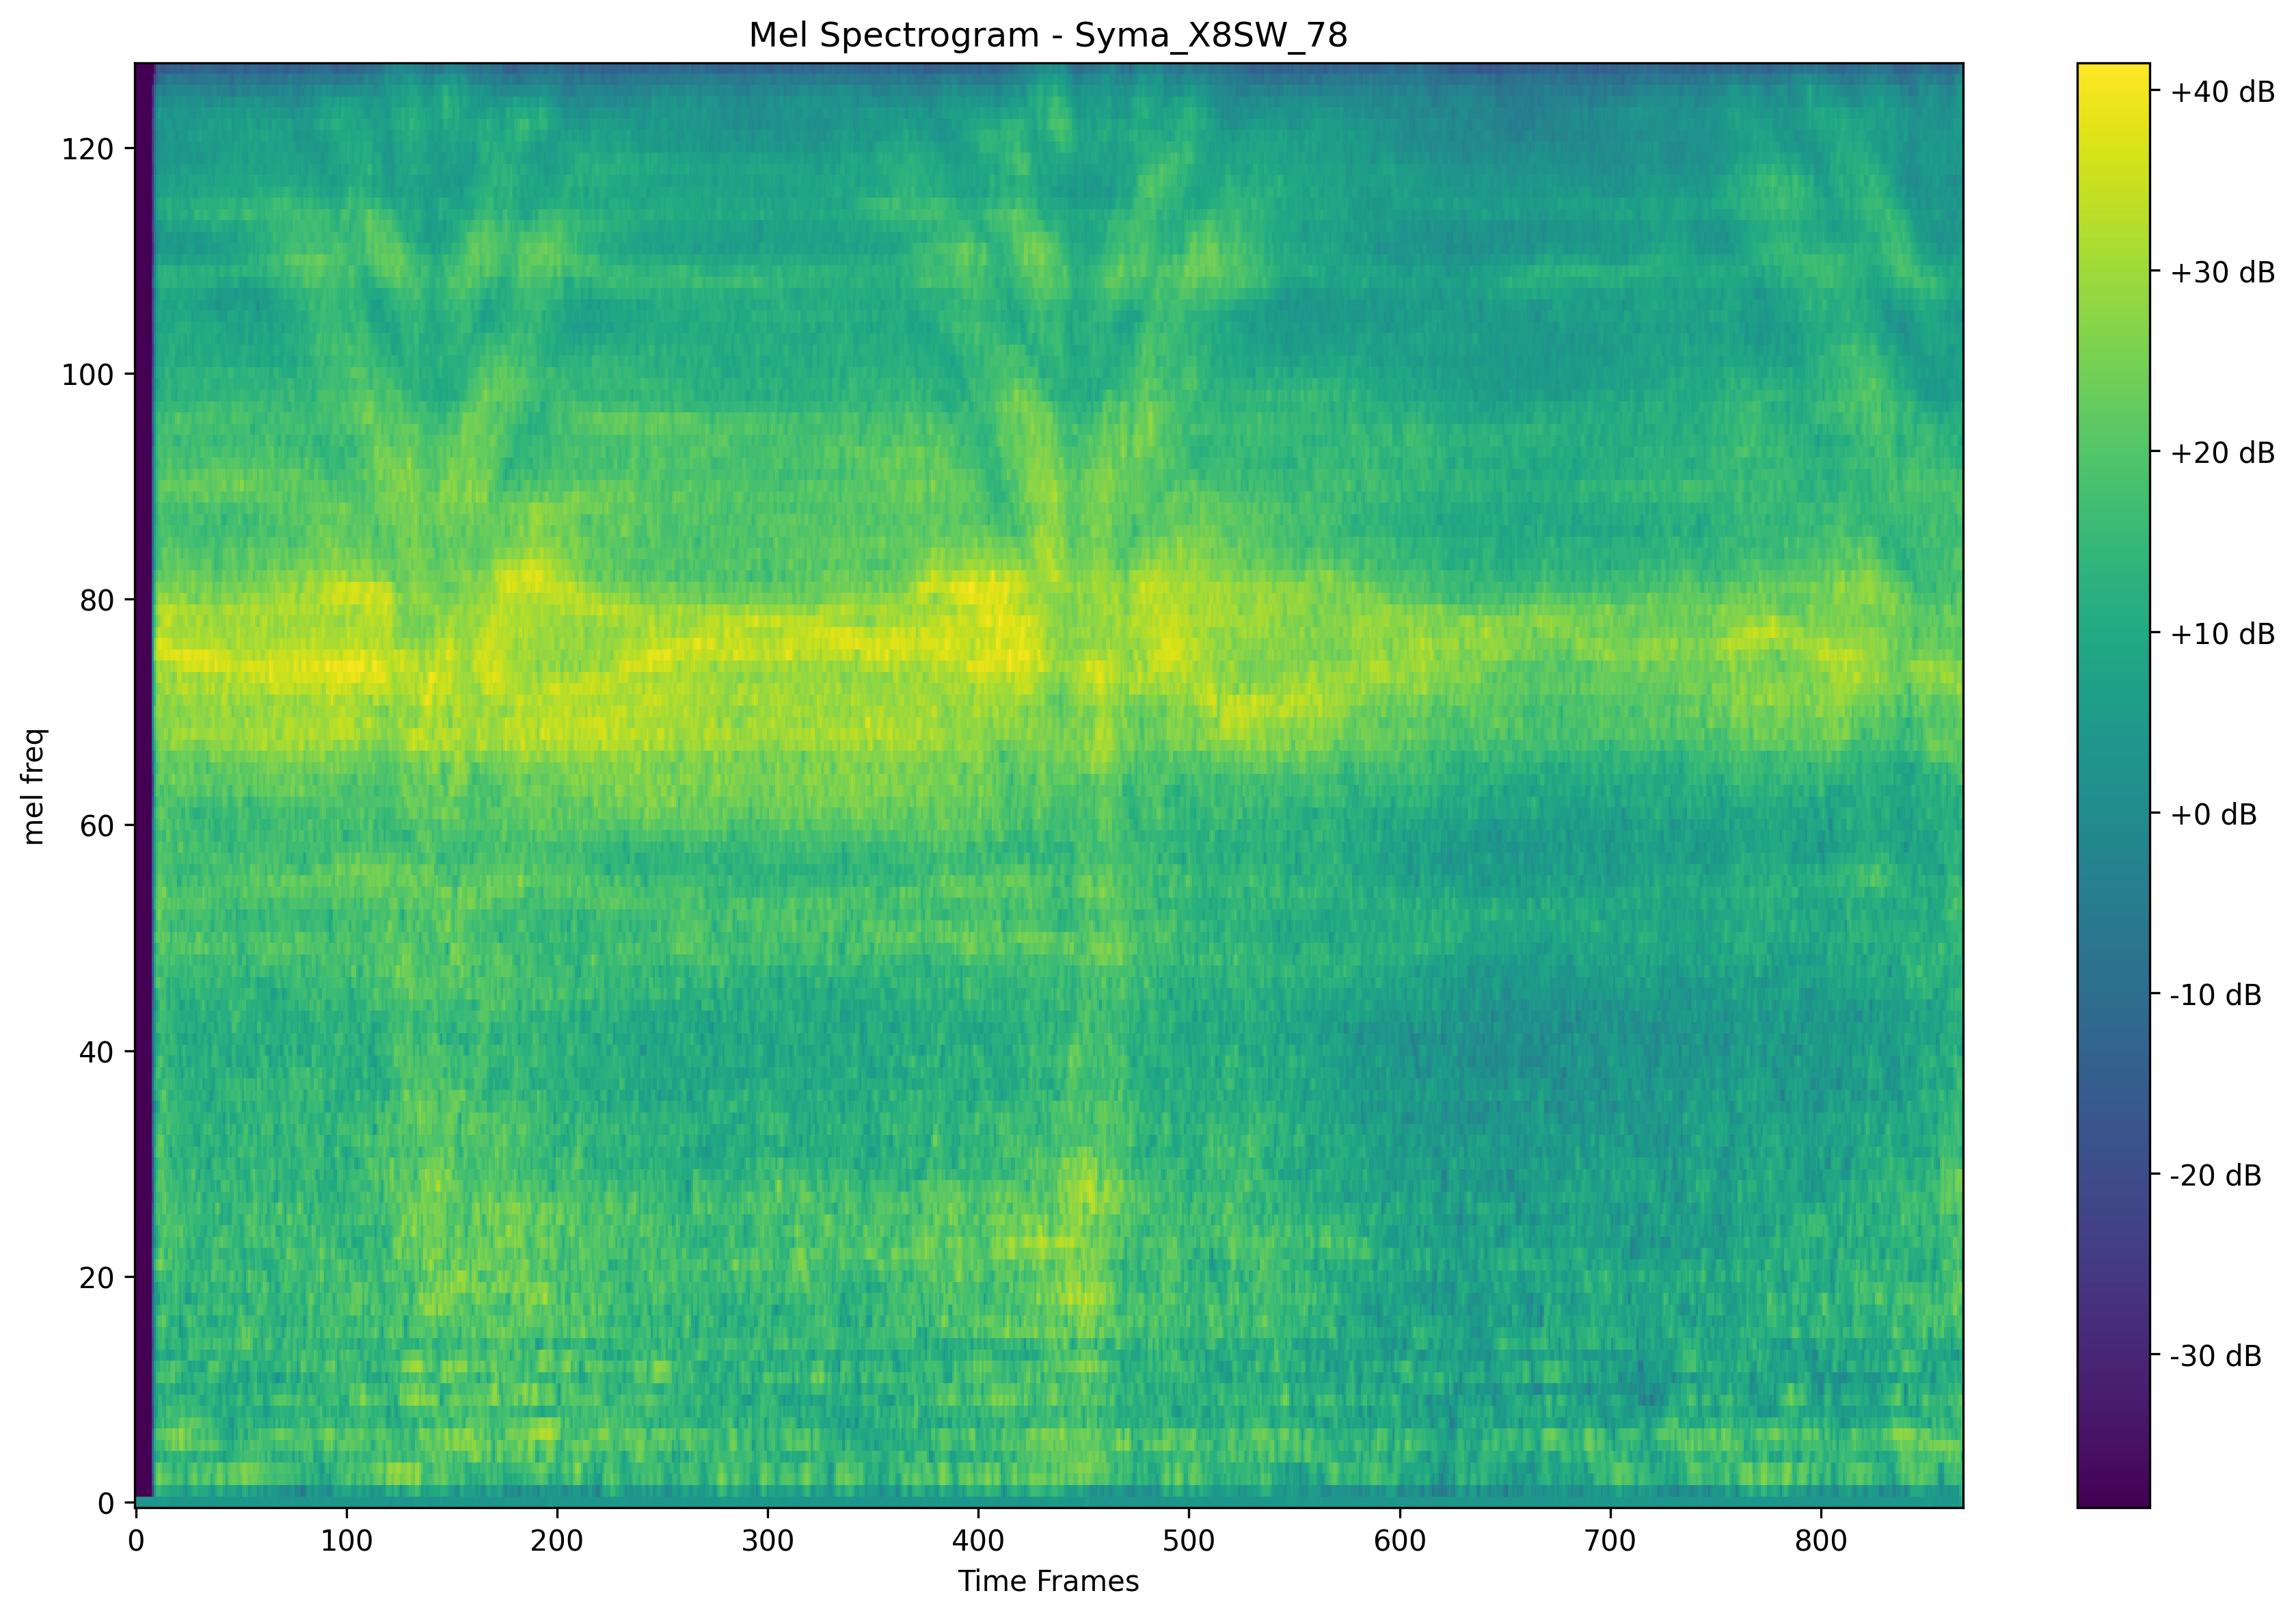 Mel Spectrogram - Syma_X8SW_78
mel freq
120
100
80
60
40
20
0
0 100 200 300 400 500 600 700 800
Time Frames
+40 dB
+30 dB
+20 dB
+10 dB
+0 dB
-10 dB
-20 dB
-30 dB